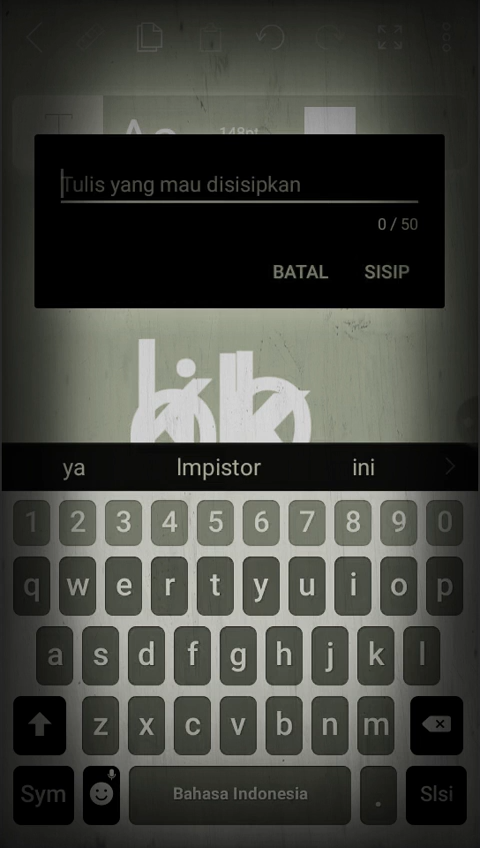 T
148pt
Tulis yang mau disisipkan
0 / 50
BATAL SISIP
ya Impistor ini
1 2 3 4 5 6 7 8 9 0
q w e r t y u i o p
a s d f g h j k l
z x c v b n m
Sym Bahasa Indonesia . Slsi